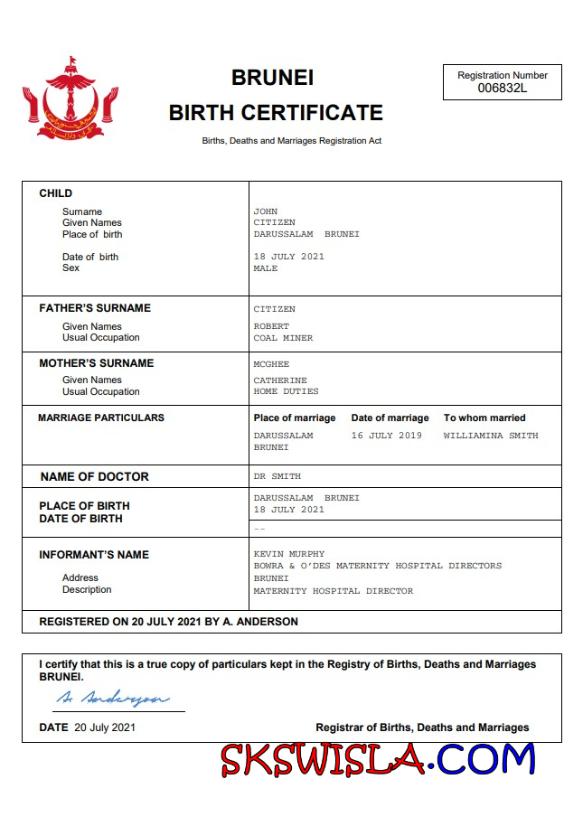 BRUNEI
BIRTH CERTIFICATE
Births, Deaths and Marriages Registration Act
Registration Number
006832L
CHILD
Surname JOHN
Given Names CITIZEN
Place of birth DARUSSALAM BRUNEI
Date of birth 18 JULY 2021
Sex MALE
FATHER'S SURNAME CITIZEN
Given Names ROBERT
Usual Occupation COAL MINER
MOTHER'S SURNAME MCGHEE
Given Names CATHERINE
Usual Occupation HOME DUTIES
MARRIAGE PARTICULARS Place of marriage Date of marriage To whom married
DARUSSALAM 16 JULY 2019 WILLIAMINA SMITH
BRUNEI
NAME OF DOCTOR DR SMITH
PLACE OF BIRTH DARUSSALAM BRUNEI
DATE OF BIRTH 18 JULY 2021
--
INFORMANT'S NAME KEVIN MURPHY
BOWRA & O'DES MATERNITY HOSPITAL DIRECTORS
Address BRUNEI
Description MATERNITY HOSPITAL DIRECTOR
REGISTERED ON 20 JULY 2021 BY A. ANDERSON
I certify that this is a true copy of particulars kept in the Registry of Births, Deaths and Marriages
BRUNEI.
A. Anderson
DATE 20 July 2021 Registrar of Births, Deaths and Marriages
SKSWISLA.COM